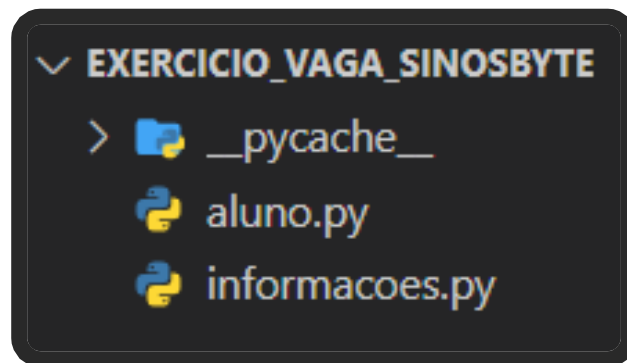 EXERCICIO_VAGA_SINOSBYTE
__pycache__
aluno.py
informacoes.py